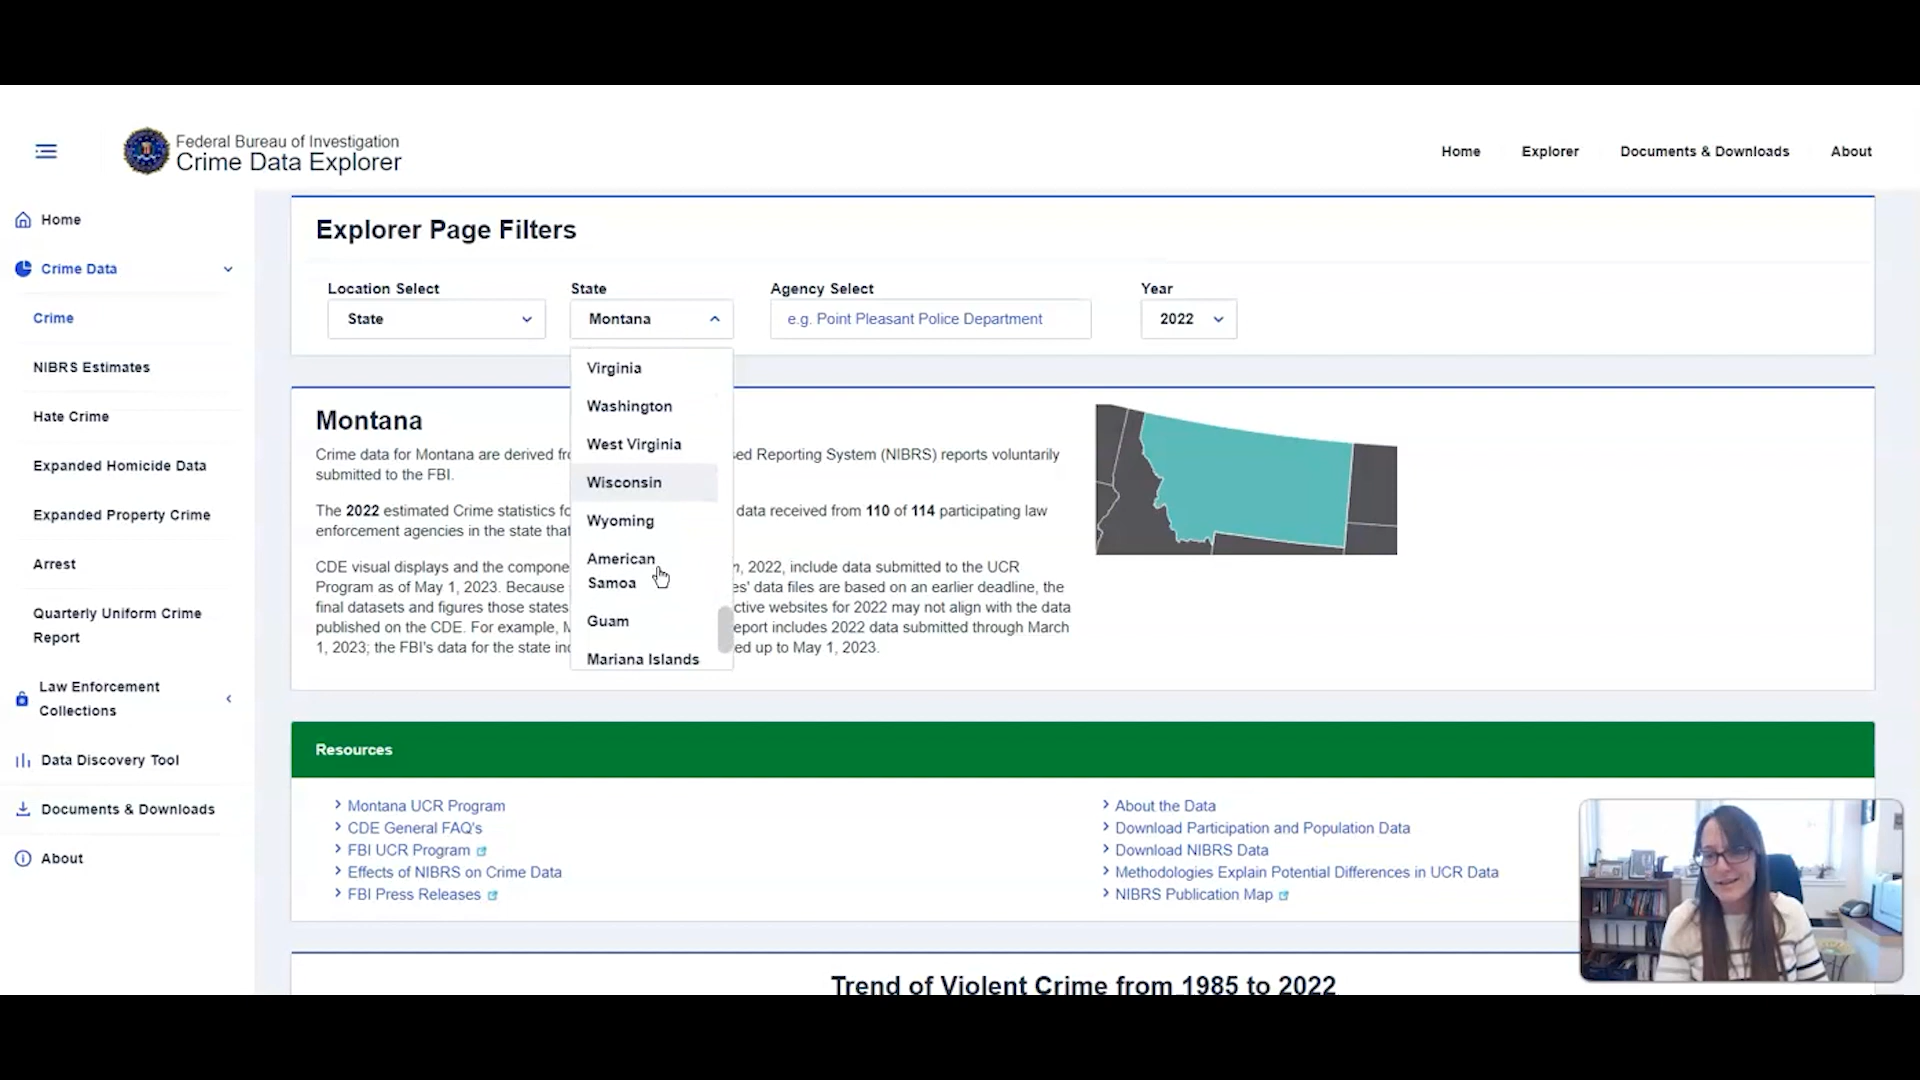 Federal Bureau of Investigation
Crime Data Explorer
Home
Explorer
Documents & Downloads
About
Home
Crime Data
Crime
NIBRS Estimates
Hate Crime
Expanded Homicide Data
Expanded Property Crime
Arrest
Quarterly Uniform Crime
Report
Law Enforcement
Collections
Data Discovery Tool
Documents & Downloads
About
Explorer Page Filters
Location Select
State
State
Montana
Agency Select
e.g. Point Pleasant Police Department
Year
2022
Virginia
Washington
West Virginia
Wisconsin
Wyoming
American
Samoa
Guam
Mariana Islands
Montana
Crime data for Montana are derived Reporting System (NIBRS) reports voluntarily
submitted to the FBI.
The 2022 estimated Crime statistics data received from 110 of 114 participating law
enforcement agencies in the state
CDE visual displays and the 2022, include data submitted to the UCR
Program as of May 1, 2023. Because data files are based on an earlier deadline, the
final datasets and figures those states websites for 2022 may not align with the data
published on the CDE. For example, includes 2022 data submitted through March
1, 2023; the FBI's data for the state up to May 1, 2023.
Resources
Montana UCR Program
CDE General FAQ's
FBI UCR Program
Effects of NIBRS on Crime Data
FBI Press Releases
About the Data
Download Participation and Population Data
Download NIBRS Data
Methodologies Explain Potential Differences in UCR Data
NIBRS Publication Map
Trend of Violent Crime from 1985 to 2022